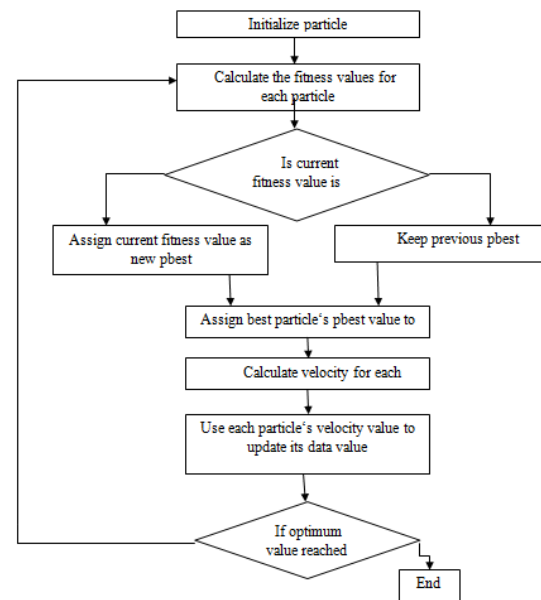 Initialize particle
Calculate the fitness values for
each particle
Is current
fitness value is
Assign current fitness value as
new pbest
Keep previous pbest
Assign best particle‘s pbest value to
Calculate velocity for each
Use each particle‘s velocity value to
update its data value
If optimum
value reached
End